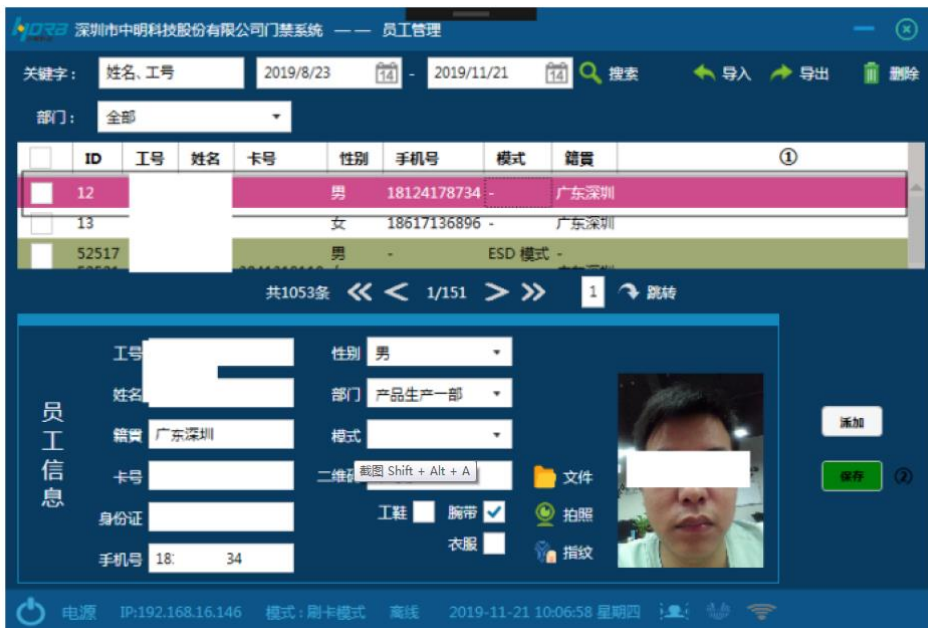 HORB 深圳市中明科技股份有限公司门禁系统 —— 员工管理
关键字： 姓名、工号 2019/8/23 14 - 2019/11/21 14 搜索 导入 导出 删除
部门： 全部
ID 工号 姓名 卡号 性别 手机号 模式 籍貫 ①
12 男 18124178734 - 广东深圳
13 女 18617136896 - 广东深圳
52517 男 - ESD 模式 -
共1053条 1/151 1 跳转
员工信息
工号 性别 男
姓名 部门 产品生产一部
籍貫 广东深圳 模式
卡号 二维码 截图 Shift + Alt + A 文件
身份证 工鞋 腕带 拍照
衣服 指纹
手机号 18 34
添加
保存 ②
电源 IP:192.168.16.146 模式：刷卡模式 离线 2019-11-21 10:06:58 星期四